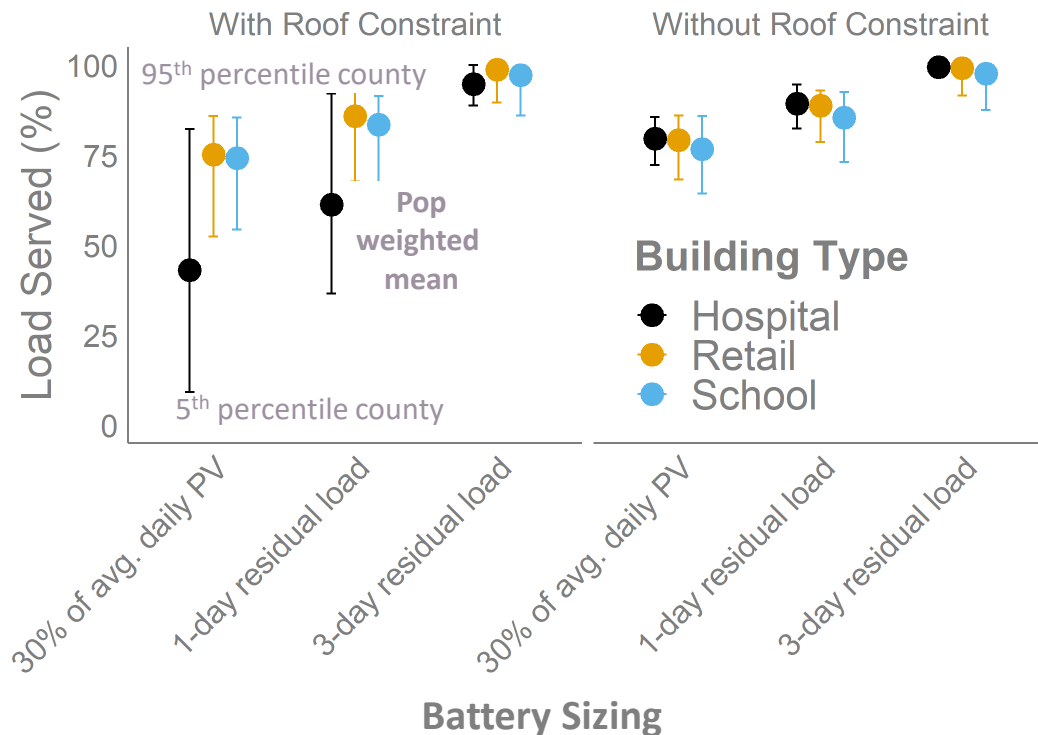 With Roof Constraint
Without Roof Constraint
Load Served (%)
100
75
50
25
0
95th percentile county
Pop
weighted
mean
5th percentile county
Building Type
Hospital
Retail
School
30% of avg. daily PV
1-day residual load
3-day residual load
30% of avg. daily PV
1-day residual load
3-day residual load
Battery Sizing